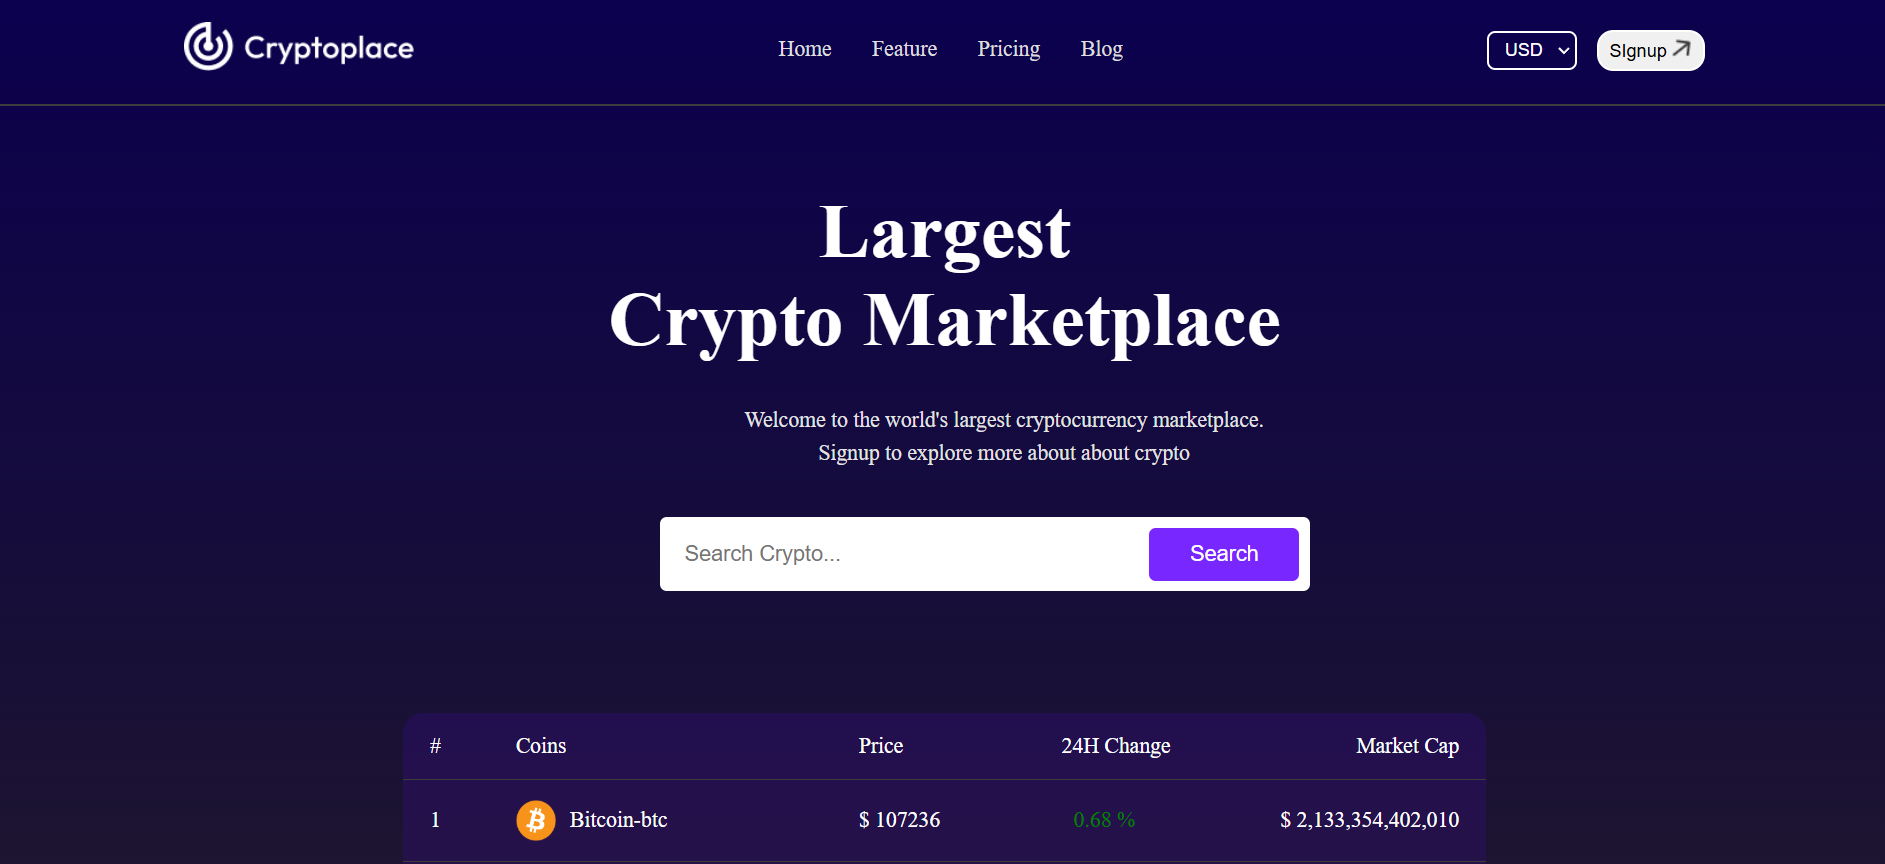 Cryptoplace Home Feature Pricing Blog USD SIgnup
Largest
Crypto Marketplace
Welcome to the world's largest cryptocurrency marketplace.
Signup to explore more about about crypto
Search Crypto... Search
# Coins Price 24H Change Market Cap
1 Bitcoin-btc $ 107236 0.68 % $ 2,133,354,402,010